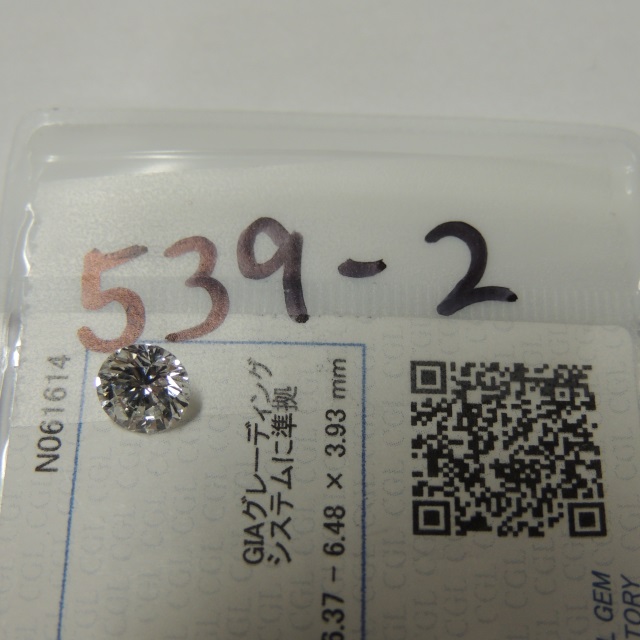 539-2
N061614
GIAグレーディング
システムに準拠
6.37 – 6.48 × 3.93 mm
GEM